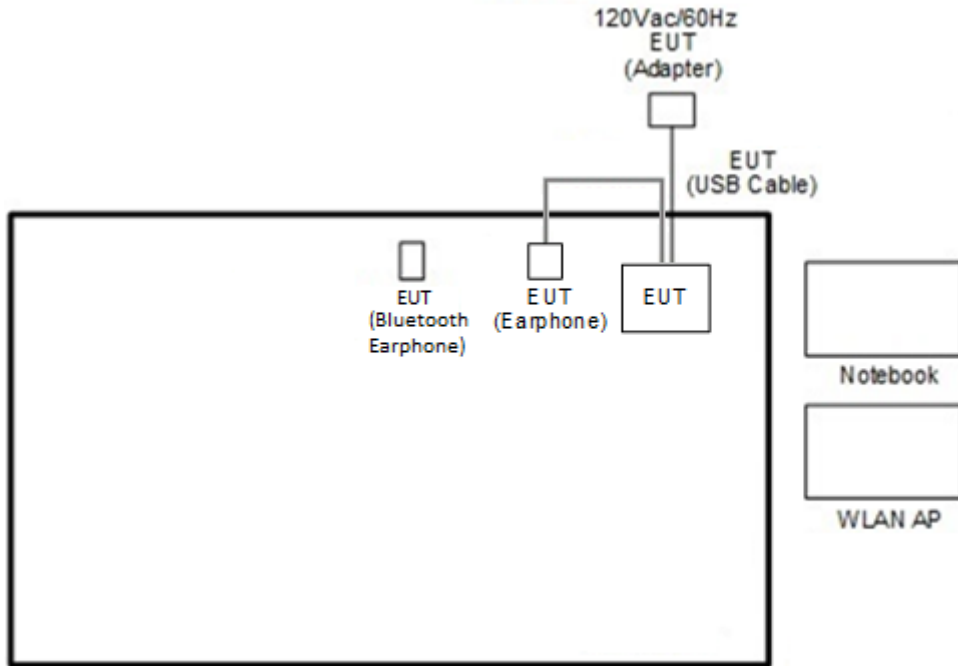 120Vac/60Hz
EUT
(Adapter)
EUT
(USB Cable)
EUT
(Bluetooth
Earphone)
EUT
(Earphone)
EUT
Notebook
WLAN AP